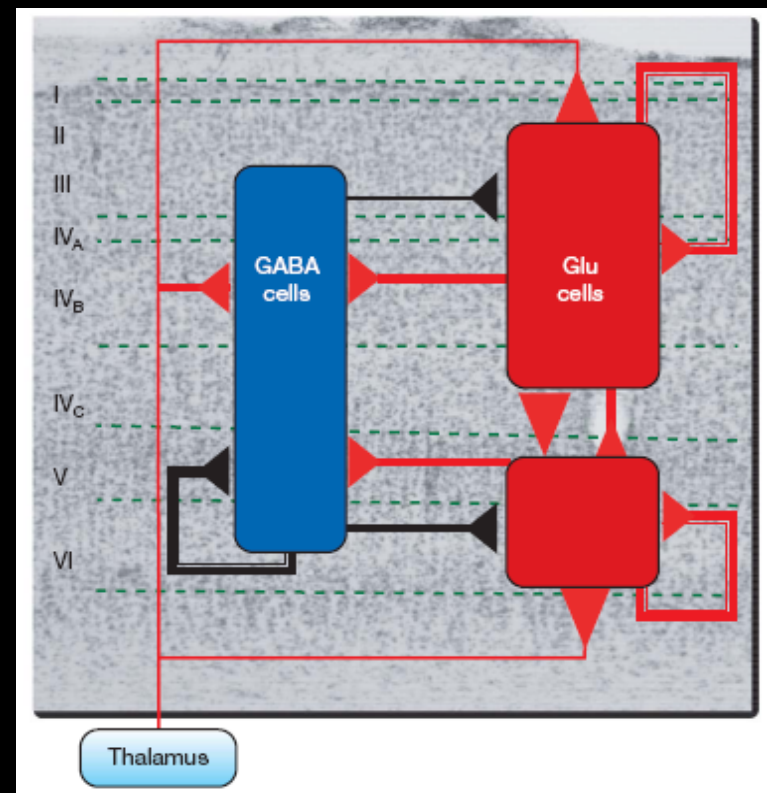 I
II
III
IVA
IVB
IVC
V
VI
GABA
cells
Glu
cells
Thalamus